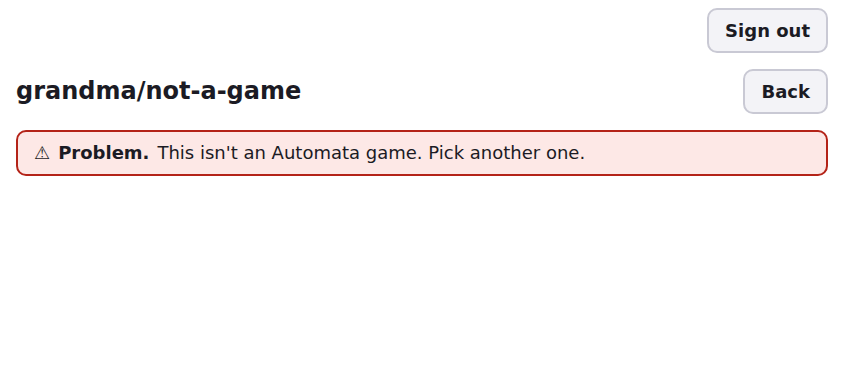 Sign out
grandma/not-a-game
Back
⚠ Problem. This isn't an Automata game. Pick another one.